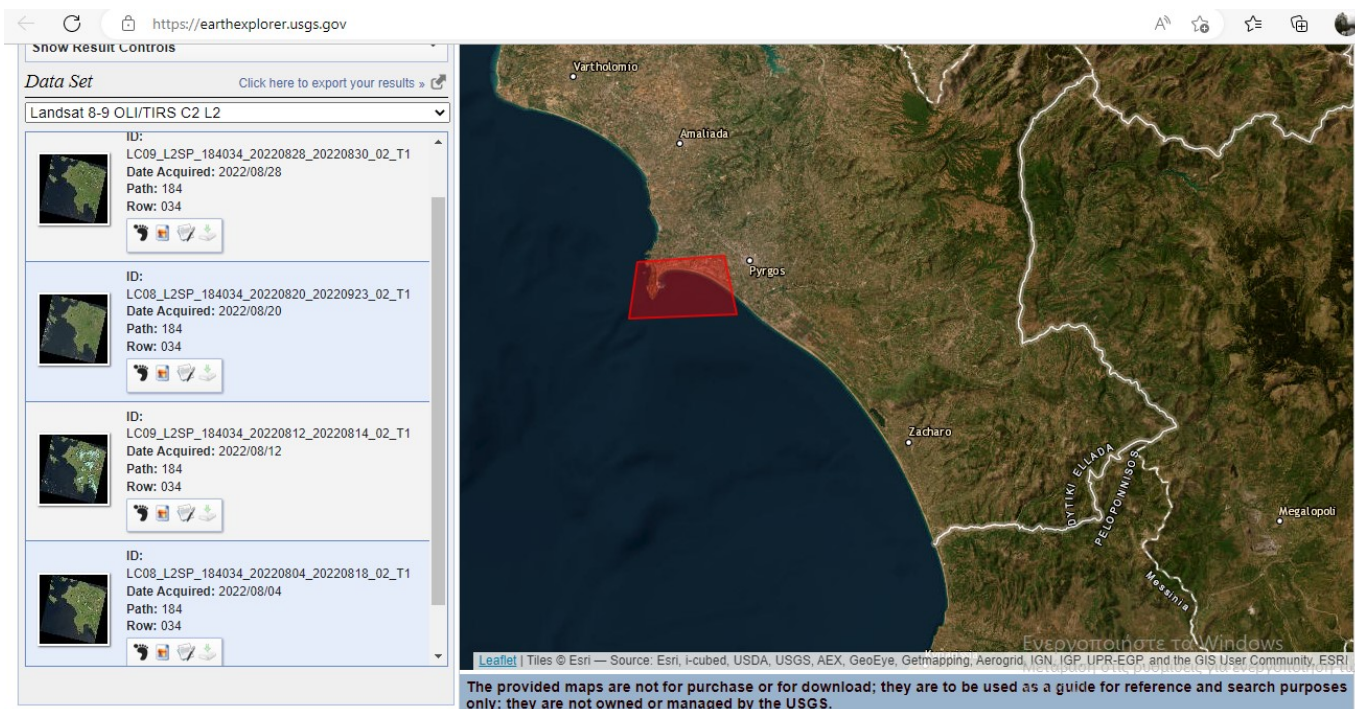 https://earthexplorer.usgs.gov
Show Result Controls
Data Set
Click here to export your results »
Landsat 8-9 OLI/TIRS C2 L2
ID:
LC09_L2SP_184034_20220828_20220830_02_T1
Date Acquired: 2022/08/28
Path: 184
Row: 034
ID:
LC08_L2SP_184034_20220820_20220923_02_T1
Date Acquired: 2022/08/20
Path: 184
Row: 034
ID:
LC09_L2SP_184034_20220812_20220814_02_T1
Date Acquired: 2022/08/12
Path: 184
Row: 034
ID:
LC08_L2SP_184034_20220804_20220818_02_T1
Date Acquired: 2022/08/04
Path: 184
Row: 034
Vartholomio
Amaliada
Pyrgos
Zacharo
DYTIKI ELLADA
PELOPONNISOS
Megalopoli
Messinia
Ενεργοποιήστε τα Windows
Leaflet | Tiles © Esri — Source: Esri, i-cubed, USDA, USGS, AEX, GeoEye, Getmapping, Aerogrid, IGN, IGP, UPR-EGP, and the GIS User Community, ESRI
The provided maps are not for purchase or for download; they are to be used as a guide for reference and search purposes
only; they are not owned or managed by the USGS.